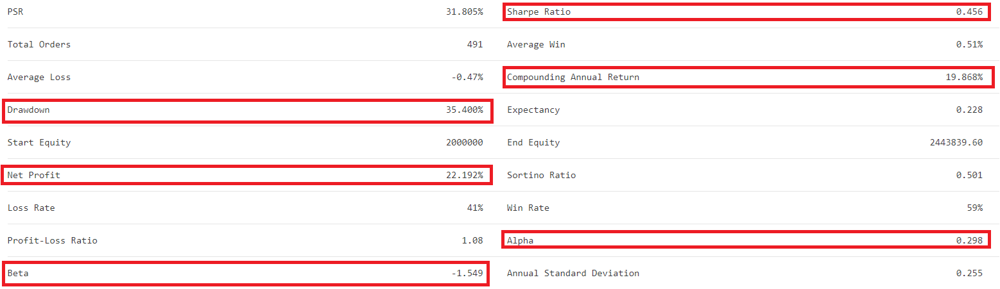 PSR 31.805% Sharpe Ratio 0.456
Total Orders 491 Average Win 0.51%
Average Loss -0.47% Compounding Annual Return 19.868%
Drawdown 35.400% Expectancy 0.228
Start Equity 2000000 End Equity 2443839.60
Net Profit 22.192% Sortino Ratio 0.501
Loss Rate 41% Win Rate 59%
Profit-Loss Ratio 1.08 Alpha 0.298
Beta -1.549 Annual Standard Deviation 0.255